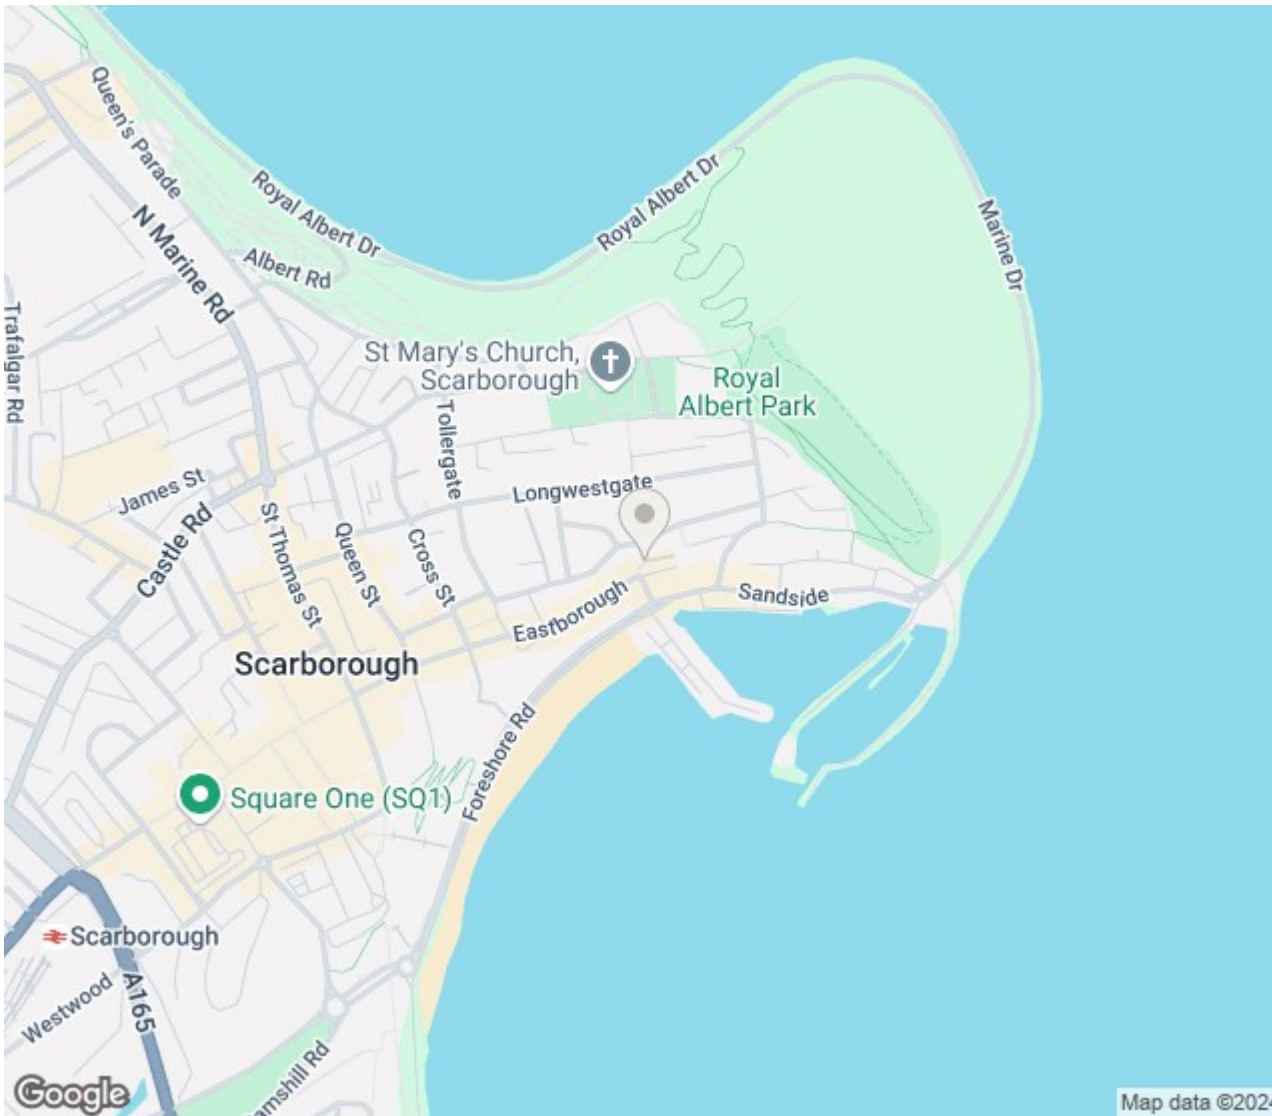 Queen's Parade
Royal Albert Dr
Royal Albert Dr
N Marine Rd
Albert Rd
Marine Dr
Trafalgar Rd
St Mary's Church,
Scarborough
Royal
Albert Park
Tollergate
James St
Longwestgate
Castle Rd
St Thomas St
Queen St
Cross St
Sandside
Eastborough
Scarborough
Foreshore Rd
Square One (SQ1)
Scarborough
A165
Westwood
amshill Rd
Google
Map data ©2024